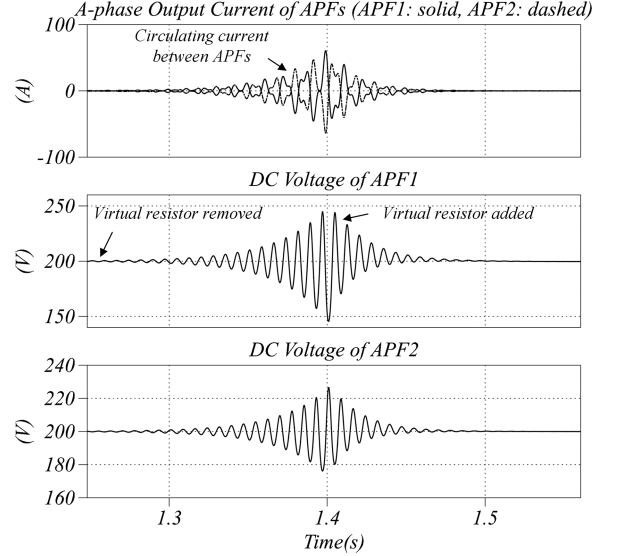 A-phase Output Current of APFs (APF1: solid, APF2: dashed)
100
Circulating current
between APFs
(A)
0
-100
DC Voltage of APF1
250
Virtual resistor removed
Virtual resistor added
(V)
200
150
DC Voltage of APF2
240
220
(V)
200
180
160
1.3
1.4
1.5
Time(s)